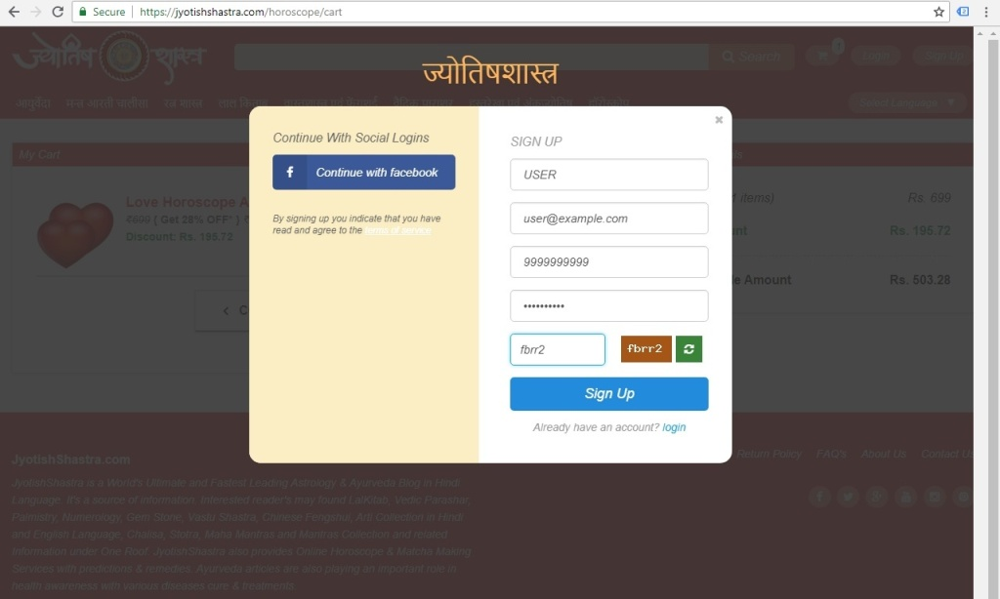 Secure https://jyotishshastra.com/horoscope/cart
ज्योतिष शास्त्र
Search
Login
Sign Up
ज्योतिषशास्त्र
आयुर्वेदा
Select Language ▼
My Cart
Love Horoscope A
₹699 ( Get 28% OFF* )
Discount: Rs. 195.72
items) Rs. 699
nt Rs. 195.72
le Amount Rs. 503.28
Continue With Social Logins
Continue with facebook
By signing up you indicate that you have
read and agree to the terms of service
SIGN UP
USER
user@example.com
9999999999
••••••••••
fbrr2 fbrr2
Sign Up
Already have an account? login
Return Policy FAQ's About Us Contact Us
JyotishShastra.com
JyotishShastra is a World's Ultimate and Fastest Leading Astrology & Ayurveda Blog in Hindi
Language. It's a source of information. Interested reader's may found LalKitab, Vedic Parashar,
Palmistry, Numerology, Gem Stone, Vastu Shastra, Chinese Fengshui, Arti Collection in Hindi
and English Language, Chalisa, Stotra, Maha Mantras and Mantras Collection and related
Information under One Roof. JyotishShastra also provides Online Horoscope & Matcha Making
Services with predictions & remedies. Ayurveda articles are also playing an important role in
health awareness with various diseases cure & treatments.